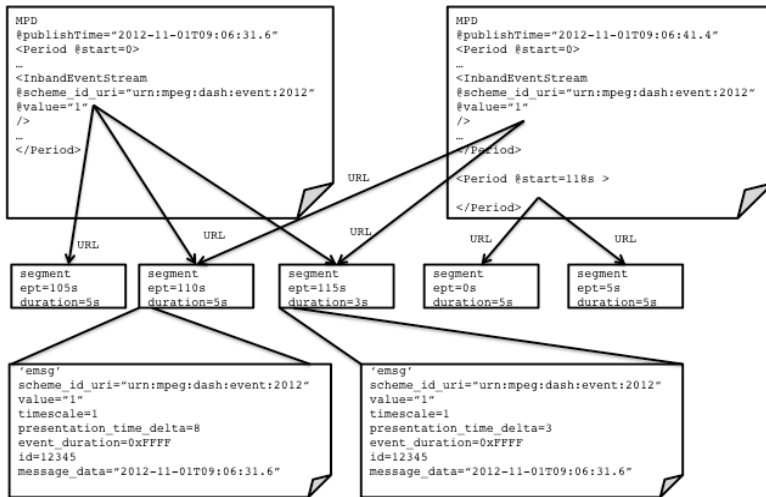 MPD
@publishTime=“2012-11-01T09:06:31.6”
<Period @start=0>
…
<InbandEventStream
@scheme_id_uri=“urn:mpeg:dash:event:2012”
@value=“1”
/>
…
</Period>
MPD
@publishTime=“2012-11-01T09:06:41.4”
<Period @start=0>
…
<InbandEventStream
@scheme_id_uri=“urn:mpeg:dash:event:2012”
@value=“1”
/>
…
</Period>
<Period @start=118s >
</Period>
URL
URL
URL
URL
URL
segment
ept=105s
duration=5s
segment
ept=110s
duration=5s
segment
ept=115s
duration=3s
segment
ept=0s
duration=5s
segment
ept=5s
duration=5s
‘emsg’
scheme_id_uri=“urn:mpeg:dash:event:2012”
value=“1”
timescale=1
presentation_time_delta=8
event_duration=0xFFFF
id=12345
message_data=“2012-11-01T09:06:31.6”
‘emsg’
scheme_id_uri=“urn:mpeg:dash:event:2012”
value=“1”
timescale=1
presentation_time_delta=3
event_duration=0xFFFF
id=12345
message_data=“2012-11-01T09:06:31.6”